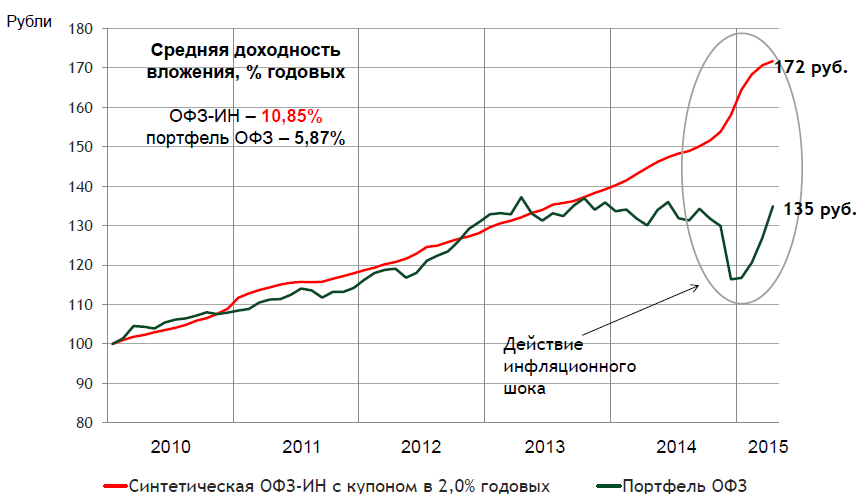 Рубли
180
170
160
150
140
130
120
110
100
90
80
Средняя доходность
вложения, % годовых
ОФЗ-ИН – 10,85%
портфель ОФЗ – 5,87%
172 руб.
135 руб.
Действие
инфляционного
шока
2010 2011 2012 2013 2014 2015
Синтетическая ОФЗ-ИН с купоном в 2,0% годовых Портфель ОФЗ